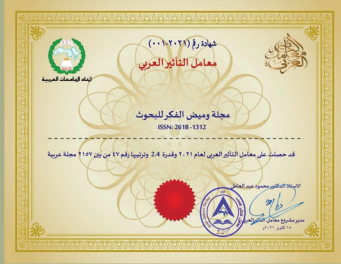 شهادة رقم (٢٠٢١-٠٠١)
معامل التأثير العربي
اتحاد الجامعات العربية
مجلة وميض الفكر للبحوث
ISSN: 2618 -1312
قد حصلت على معامل التأثير العربي لعام ٢٠٢١ وقدرة 2.4 وترتيبها رقم ٤٧ من بين ٢١٥٧ مجلة عربية
الأستاذ الدكتور محمود عبد العاطي
مدير مشروع معامل التأثير العربي